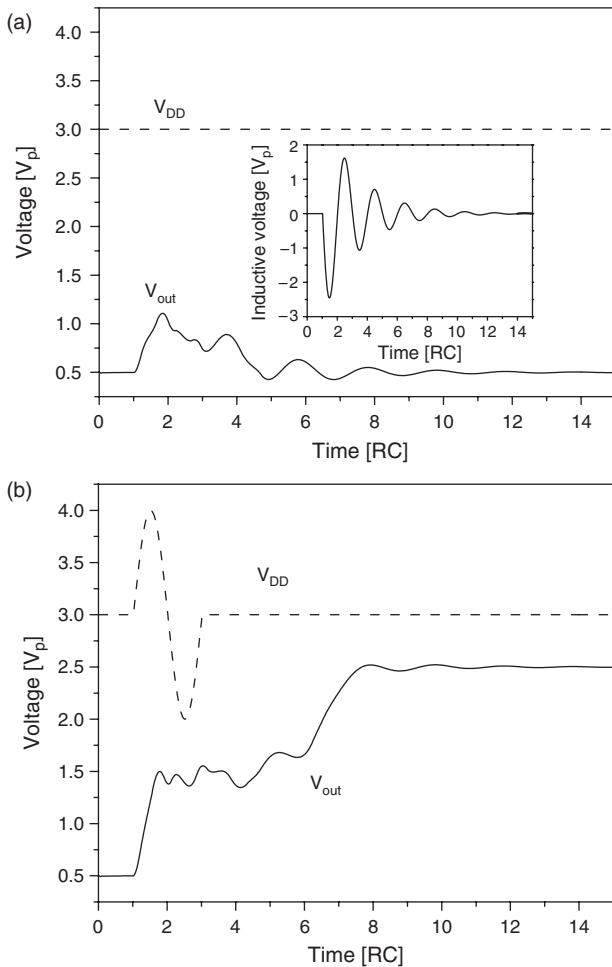 (a)
4.0
3.5
3.0
2.5
2.0
1.5
1.0
0.5
Voltage [Vp]
VDD
Vout
2
1
0
−1
−2
−3
Inductive voltage [Vp]
0 2 4 6 8 10 12 14
Time [RC]
0 2 4 6 8 10 12 14
Time [RC]
(b)
4.0
3.5
3.0
2.5
2.0
1.5
1.0
0.5
Voltage [Vp]
VDD
Vout
0 2 4 6 8 10 12 14
Time [RC]